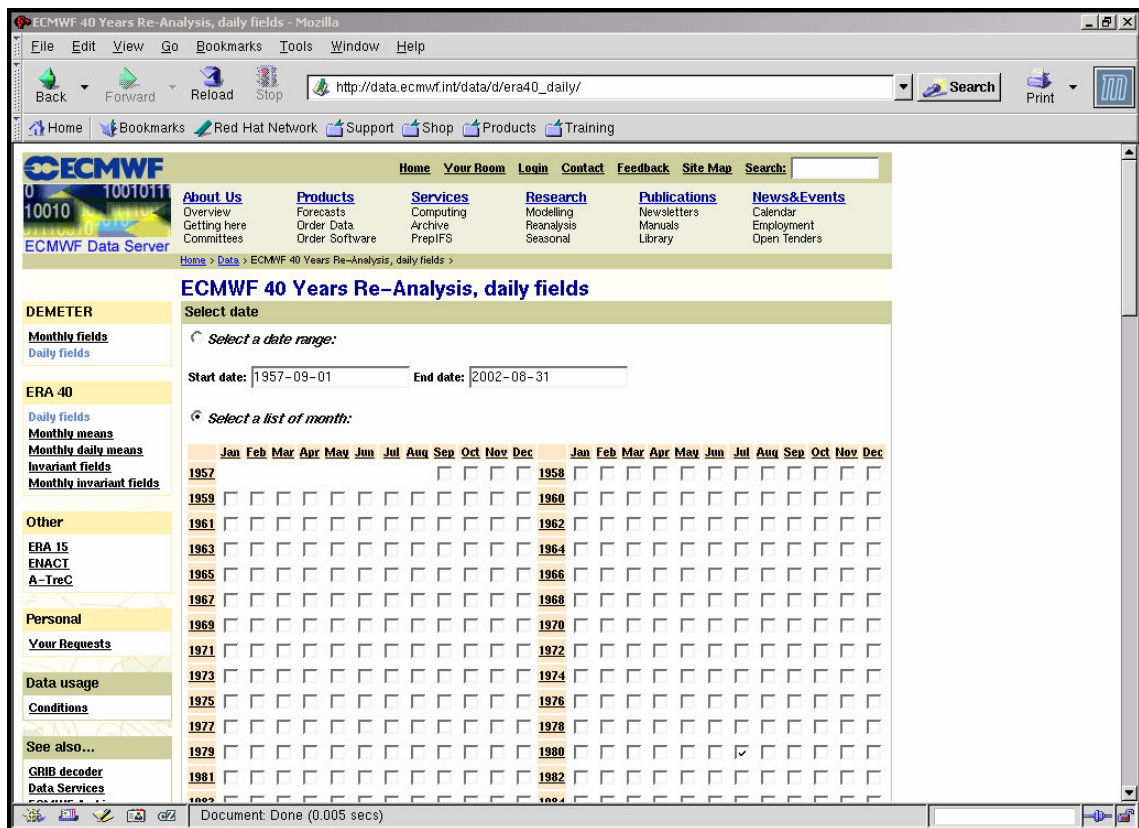 ECMWF 40 Years Re-Analysis, daily fields - Mozilla
File Edit View Go Bookmarks Tools Window Help
Back Forward Reload Stop http://data.ecmwf.int/data/d/era40_daily/ Search Print
Home Bookmarks Red Hat Network Support Shop Products Training
ECMWF
Home Your Room Login Contact Feedback Site Map Search:
ECMWF Data Server
About Us Products Services Research Publications News&Events
Overview Forecasts Computing Modelling Newsletters Calendar
Getting here Order Data Archive Reanalysis Manuals Employment
Committees Order Software PrepIFS Seasonal Library Open Tenders
Home > Data > ECMWF 40 Years Re-Analysis, daily fields >
ECMWF 40 Years Re-Analysis, daily fields
DEMETER
Monthly fields
Daily fields
ERA 40
Daily fields
Monthly means
Monthly daily means
Invariant fields
Monthly invariant fields
Other
ERA 15
ENACT
A-TreC
Personal
Your Requests
Data usage
Conditions
See also...
GRIB decoder
Data Services
Select date
Select a date range:
Start date: 1957-09-01 End date: 2002-08-31
Select a list of month:
Jan Feb Mar Apr May Jun Jul Aug Sep Oct Nov Dec Jan Feb Mar Apr May Jun Jul Aug Sep Oct Nov Dec
1957 1958
1959 1960
1961 1962
1963 1964
1965 1966
1967 1968
1969 1970
1971 1972
1973 1974
1975 1976
1977 1978
1979 1980
1981 1982
Document: Done (0.005 secs)